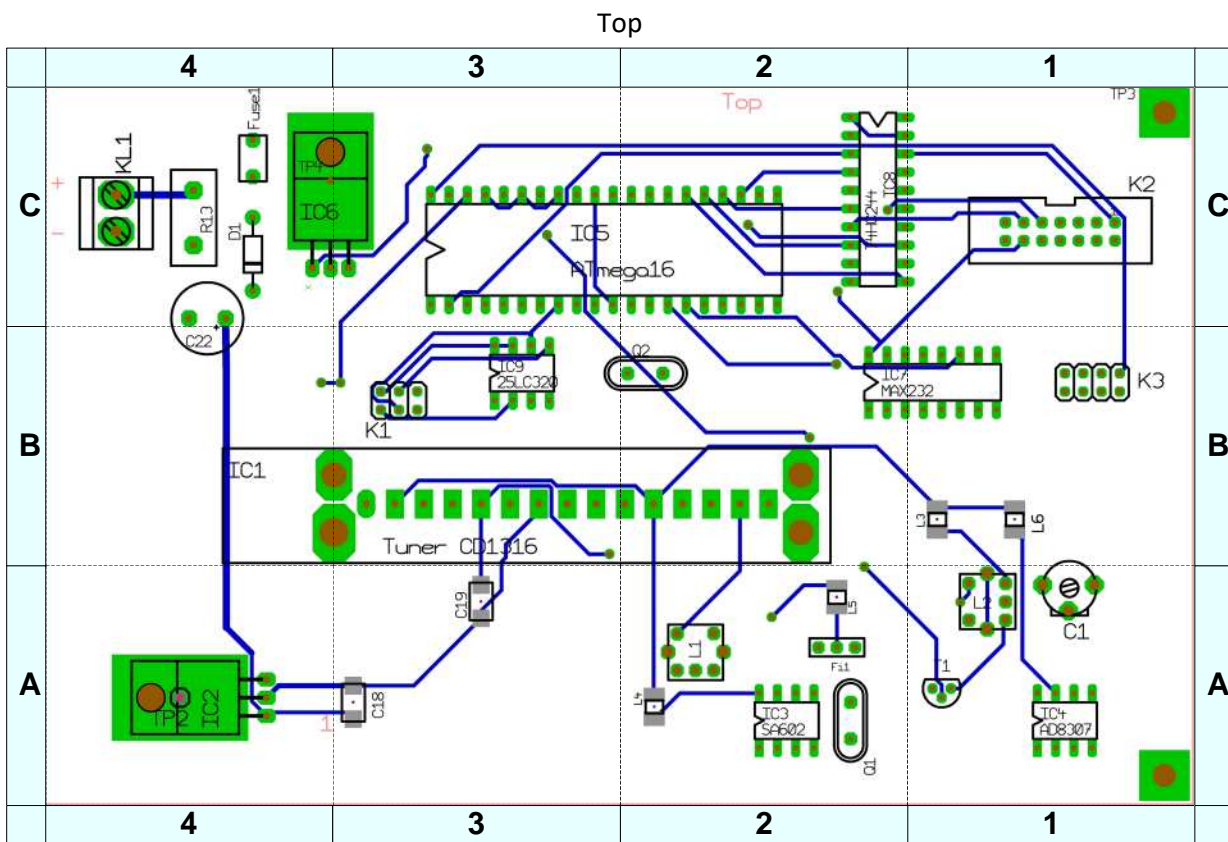 Top
4 3 2 1
C
C
B
B
A
A
4 3 2 1
Top
TP3
Fuse1
KL1
+
-
R13
D1
TP4
IC6
IC5
ATmega16
IC8
74HC244
K2
C22
IC9
25LC320
K1
Q2
IC7
MAX232
K3
IC1
Tuner CD1316
L3
L6
C19
L5
L2
C1
L1
Fi1
T1
TP2
IC2
C18
1
L4
IC3
SA602
Q1
IC4
AD8307